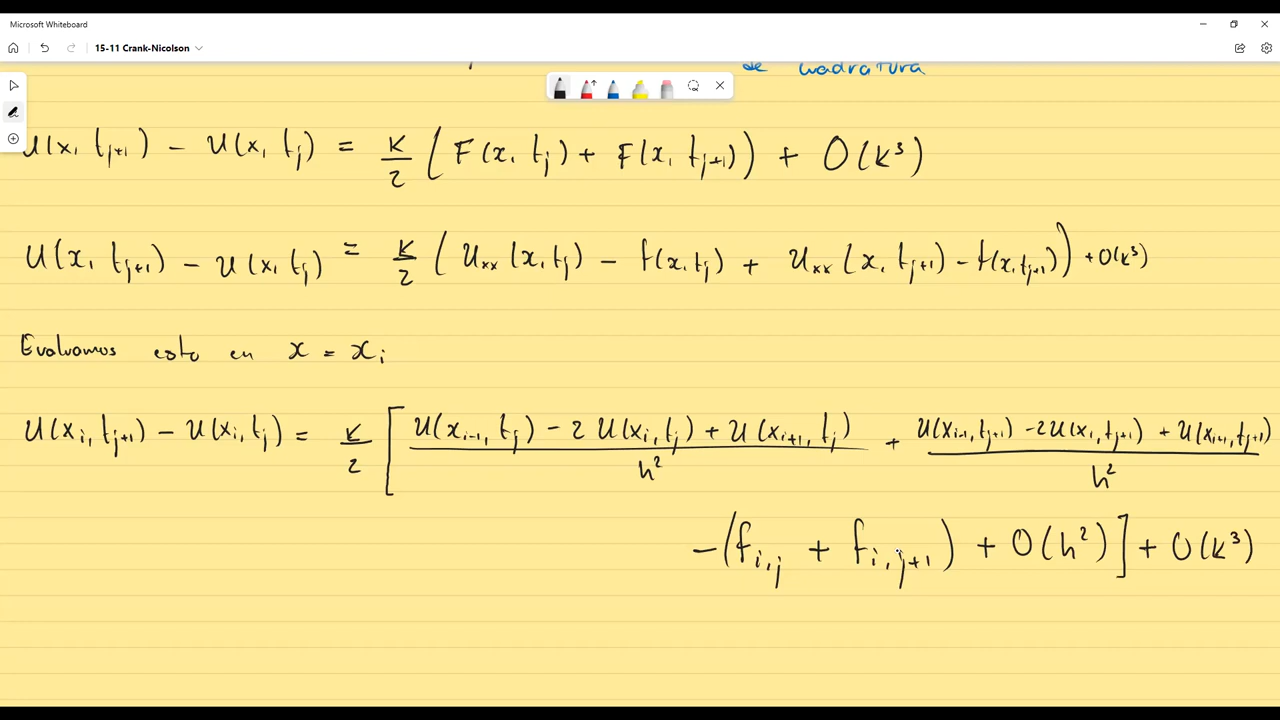 Microsoft Whiteboard
15-11 Crank-Nicolson
de cuadratura
U(x, t_{j+1}) - U(x, t_j) = K/2 ( F(x, t_j) + F(x, t_{j+1}) ) + O(K³)
U(x, t_{j+1}) - U(x, t_j) = K/2 ( U_{xx}(x, t_j) - f(x, t_j) + U_{xx}(x, t_{j+1}) - f(x, t_{j+1}) ) + O(K³)
Evaluamos esto en x = x_i
U(x_i, t_{j+1}) - U(x_i, t_j) = K/2 [ (U(x_{i-1}, t_j) - 2U(x_i, t_j) + U(x_{i+1}, t_j))/h² + (U(x_{i-1}, t_{j+1}) - 2U(x_i, t_{j+1}) + U(x_{i+1}, t_{j+1}))/h²
-(f_{i,j} + f_{i,j+1}) + O(h²) ] + O(K³)